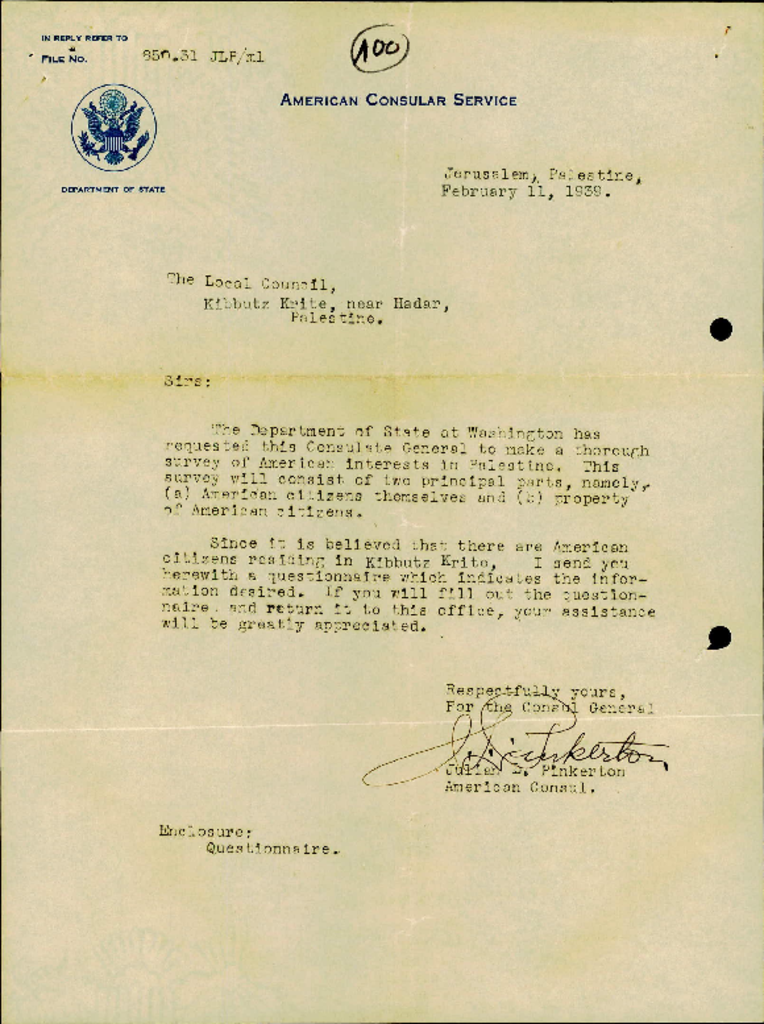 IN REPLY REFER TO
FILE NO. 850.31 JLP/ml
100
AMERICAN CONSULAR SERVICE
DEPARTMENT OF STATE
Jerusalem, Palestine,
February 11, 1939.
The Local Council,
Kibbutz Krite, near Hadar,
Palestine.
Sirs:
The Department of State at Washington has
requested this Consulate General to make a thorough
survey of American interests in Palestine. This
survey will consist of two principal parts, namely,
(a) American citizens themselves and (b) property
of American citizens.
Since it is believed that there are American
citizens residing in Kibbutz Krite, I send you
herewith a questionnaire which indicates the infor-
mation desired. If you will fill out the question-
naire and return it to this office, your assistance
will be greatly appreciated.
Respectfully yours,
For the Consul General
Pinkerton
Julian L. Pinkerton
American Consul.
Enclosure:
Questionnaire.